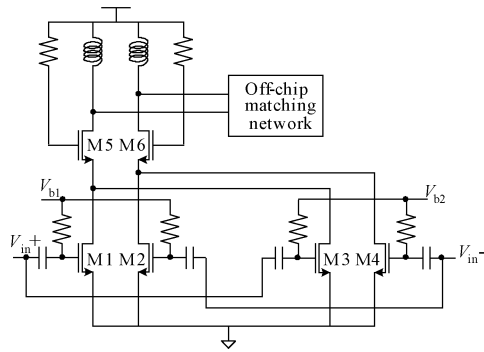 Off-chip
matching
network
M5 M6
Vb1
Vb2
Vin+
M1 M2
M3 M4
Vin-